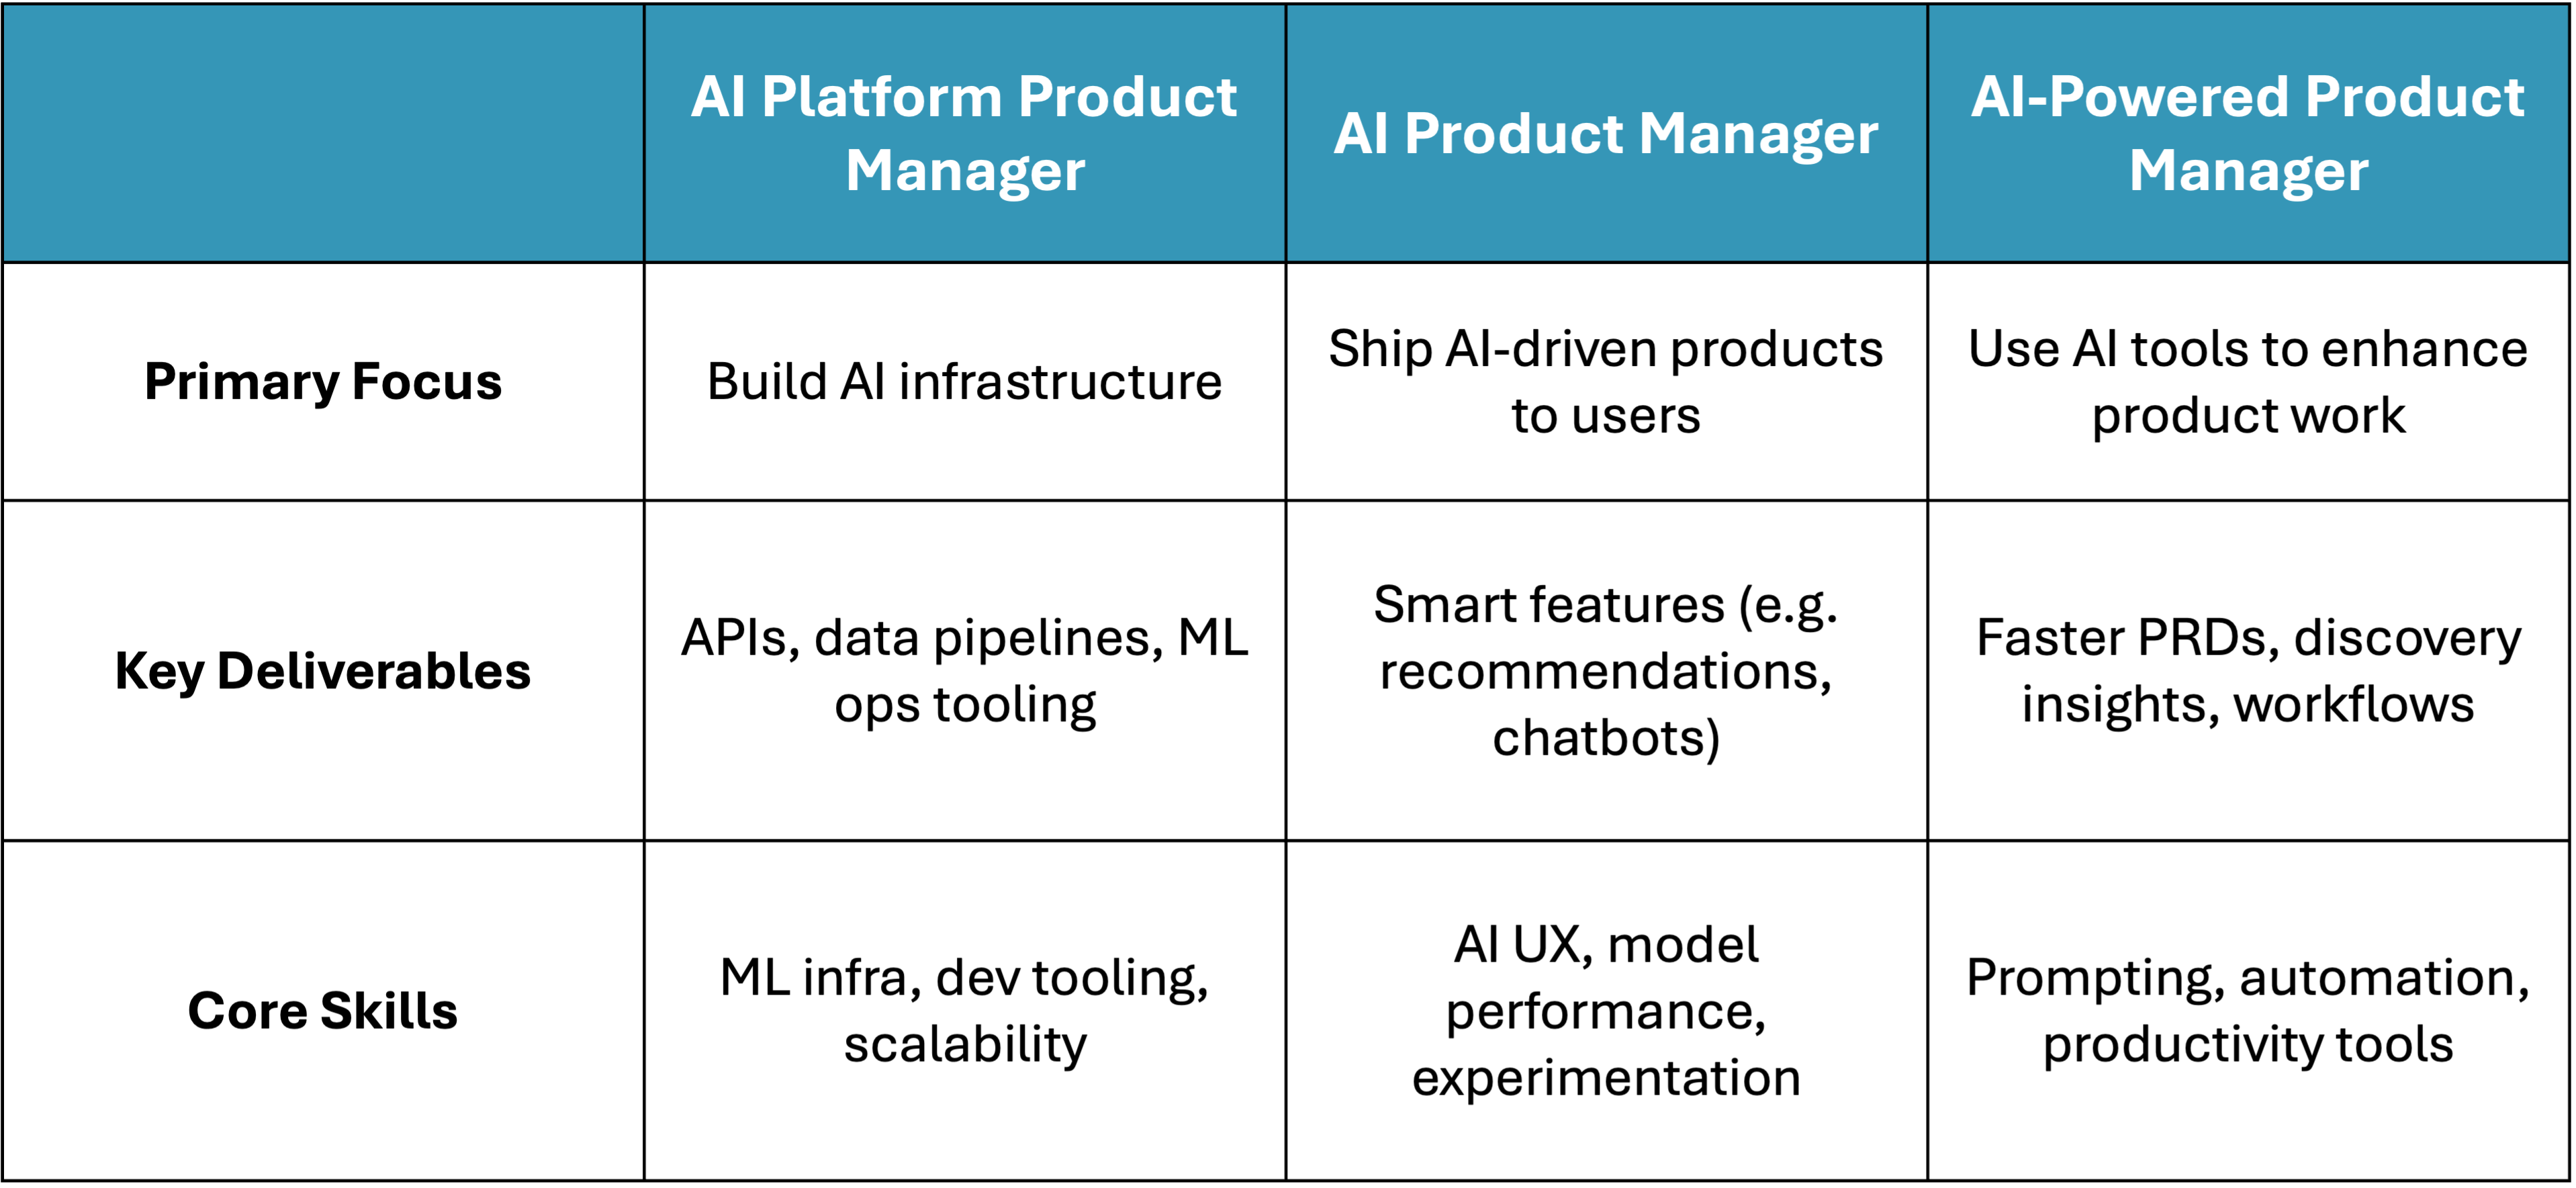 AI Platform Product
Manager
AI Product Manager
AI-Powered Product
Manager
Primary Focus
Build AI infrastructure
Ship AI-driven products
to users
Use AI tools to enhance
product work
Key Deliverables
APIs, data pipelines, ML
ops tooling
Smart features (e.g.
recommendations,
chatbots)
Faster PRDs, discovery
insights, workflows
Core Skills
ML infra, dev tooling,
scalability
AI UX, model
performance,
experimentation
Prompting, automation,
productivity tools